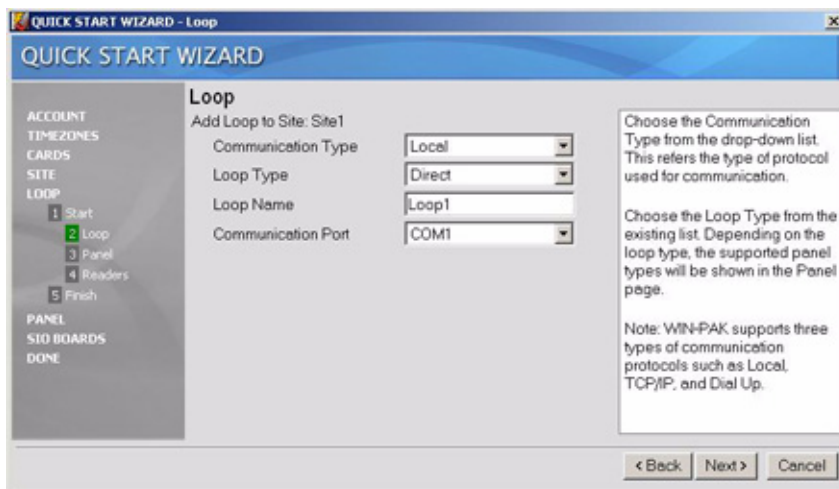 QUICK START WIZARD - Loop
QUICK START WIZARD
ACCOUNT
TIMEZONES
CARDS
SITE
LOOP
1 Start
2 Loop
3 Panel
4 Readers
5 Finish
PANEL
SIO BOARDS
DONE
Loop
Add Loop to Site: Site1
Communication Type Local
Loop Type Direct
Loop Name Loop1
Communication Port COM1
Choose the Communication
Type from the drop-down list.
This refers the type of protocol
used for communication.
Choose the Loop Type from the
existing list. Depending on the
loop type, the supported panel
types will be shown in the Panel
page.
Note: WIN-PAK supports three
types of communication
protocols such as Local,
TCP/IP, and Dial Up.
< Back Next > Cancel